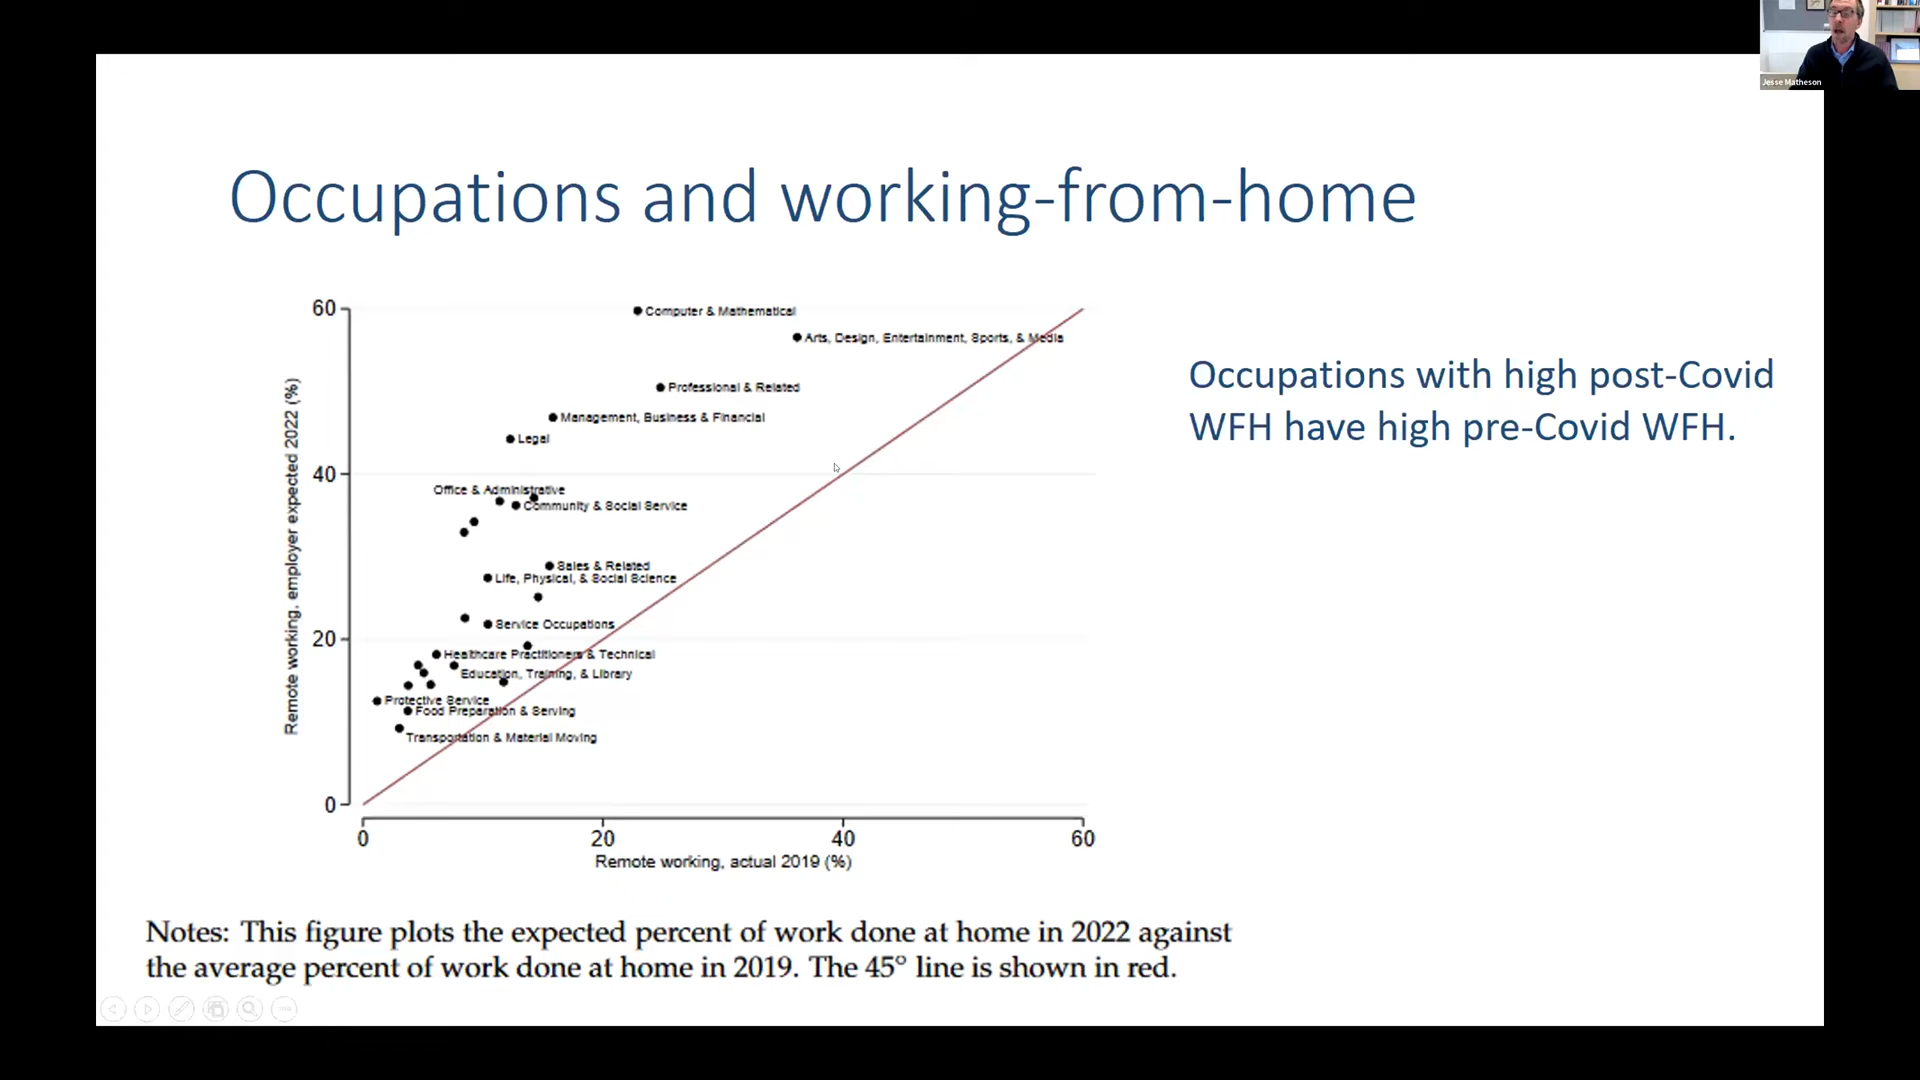 Jesse Matheson
Occupations and working-from-home
60
Computer & Mathematical
Arts, Design, Entertainment, Sports, & Media
Professional & Related
Management, Business & Financial
Legal
40
Office & Administrative
Community & Social Service
Sales & Related
Life, Physical, & Social Science
Service Occupations
20
Healthcare Practitioners & Technical
Education, Training, & Library
Protective Service
Food Preparation & Serving
Transportation & Material Moving
0
Remote working, employer expected 2022 (%)
0 20 40 60
Remote working, actual 2019 (%)
Occupations with high post-Covid
WFH have high pre-Covid WFH.
Notes: This figure plots the expected percent of work done at home in 2022 against
the average percent of work done at home in 2019. The 45° line is shown in red.